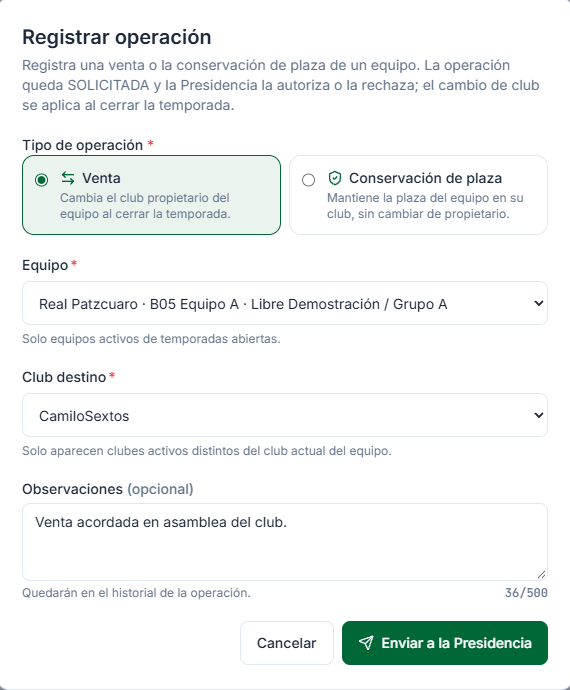 Registrar operación
Registra una venta o la conservación de plaza de un equipo. La operación
queda SOLICITADA y la Presidencia la autoriza o la rechaza; el cambio de club
se aplica al cerrar la temporada.
Tipo de operación *
Venta
Cambia el club propietario del
equipo al cerrar la temporada.
Conservación de plaza
Mantiene la plaza del equipo en su
club, sin cambiar de propietario.
Equipo *
Real Patzcuaro · B05 Equipo A · Libre Demostración / Grupo A
Solo equipos activos de temporadas abiertas.
Club destino *
CamiloSextos
Solo aparecen clubes activos distintos del club actual del equipo.
Observaciones (opcional)
Venta acordada en asamblea del club.
Quedarán en el historial de la operación.
36/500
Cancelar
Enviar a la Presidencia